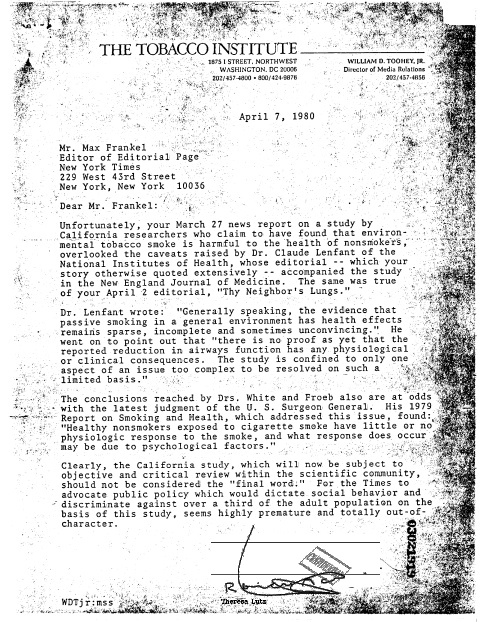 THE TOBACCO INSTITUTE
1875 I STREET, NORTHWEST
WASHINGTON, DC 20006
202/457-4800 • 800/424-9876
WILLIAM D. TOOHEY, JR.
Director of Media Relations
202/457-4856
April 7, 1980
Mr. Max Frankel
Editor of Editorial Page
New York Times
229 West 43rd Street
New York, New York 10036
Dear Mr. Frankel:
Unfortunately, your March 27 news report on a study by
California researchers who claim to have found that environ-
mental tobacco smoke is harmful to the health of nonsmokers,
overlooked the caveats raised by Dr. Claude Lenfant of the
National Institutes of Health, whose editorial -- which your
story otherwise quoted extensively -- accompanied the study
in the New England Journal of Medicine. The same was true
of your April 2 editorial, "Thy Neighbor's Lungs."
Dr. Lenfant wrote: "Generally speaking, the evidence that
passive smoking in a general environment has health effects
remains sparse, incomplete and sometimes unconvincing." He
went on to point out that "there is no proof as yet that the
reported reduction in airways function has any physiological
or clinical consequences. The study is confined to only one
aspect of an issue too complex to be resolved on such a
limited basis."
The conclusions reached by Drs. White and Froeb also are at odds
with the latest judgment of the U. S. Surgeon General. His 1979
Report on Smoking and Health, which addressed this issue, found:
"Healthy nonsmokers exposed to cigarette smoke have little or no
physiologic response to the smoke, and what response does occur
may be due to psychological factors."
Clearly, the California study, which will now be subject to
objective and critical review within the scientific community,
should not be considered the "final word." For the Times to
advocate public policy which would dictate social behavior and
discriminate against over a third of the adult population on the
basis of this study, seems highly premature and totally out-of-
character.
Theresa Lutz
WDTjr:mss